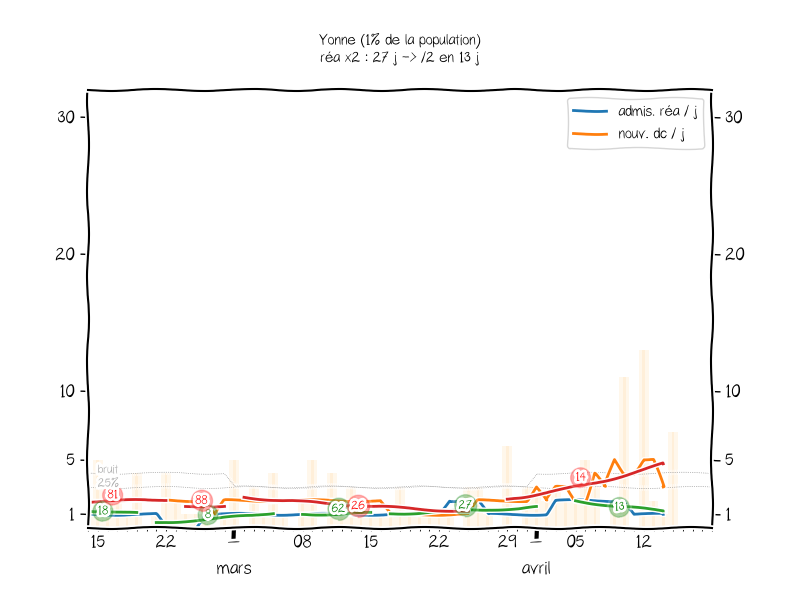 Yonne (1% de la population)
réa x2 : 27 j -> /2 en 13 j
admis. réa / j
nouv. dc / j
30
30
20
20
10
10
5
5
bruit
25%
81
88
14
18
8
62
26
27
13
1
1
15 22 08 15 22 29 05 12
mars avril